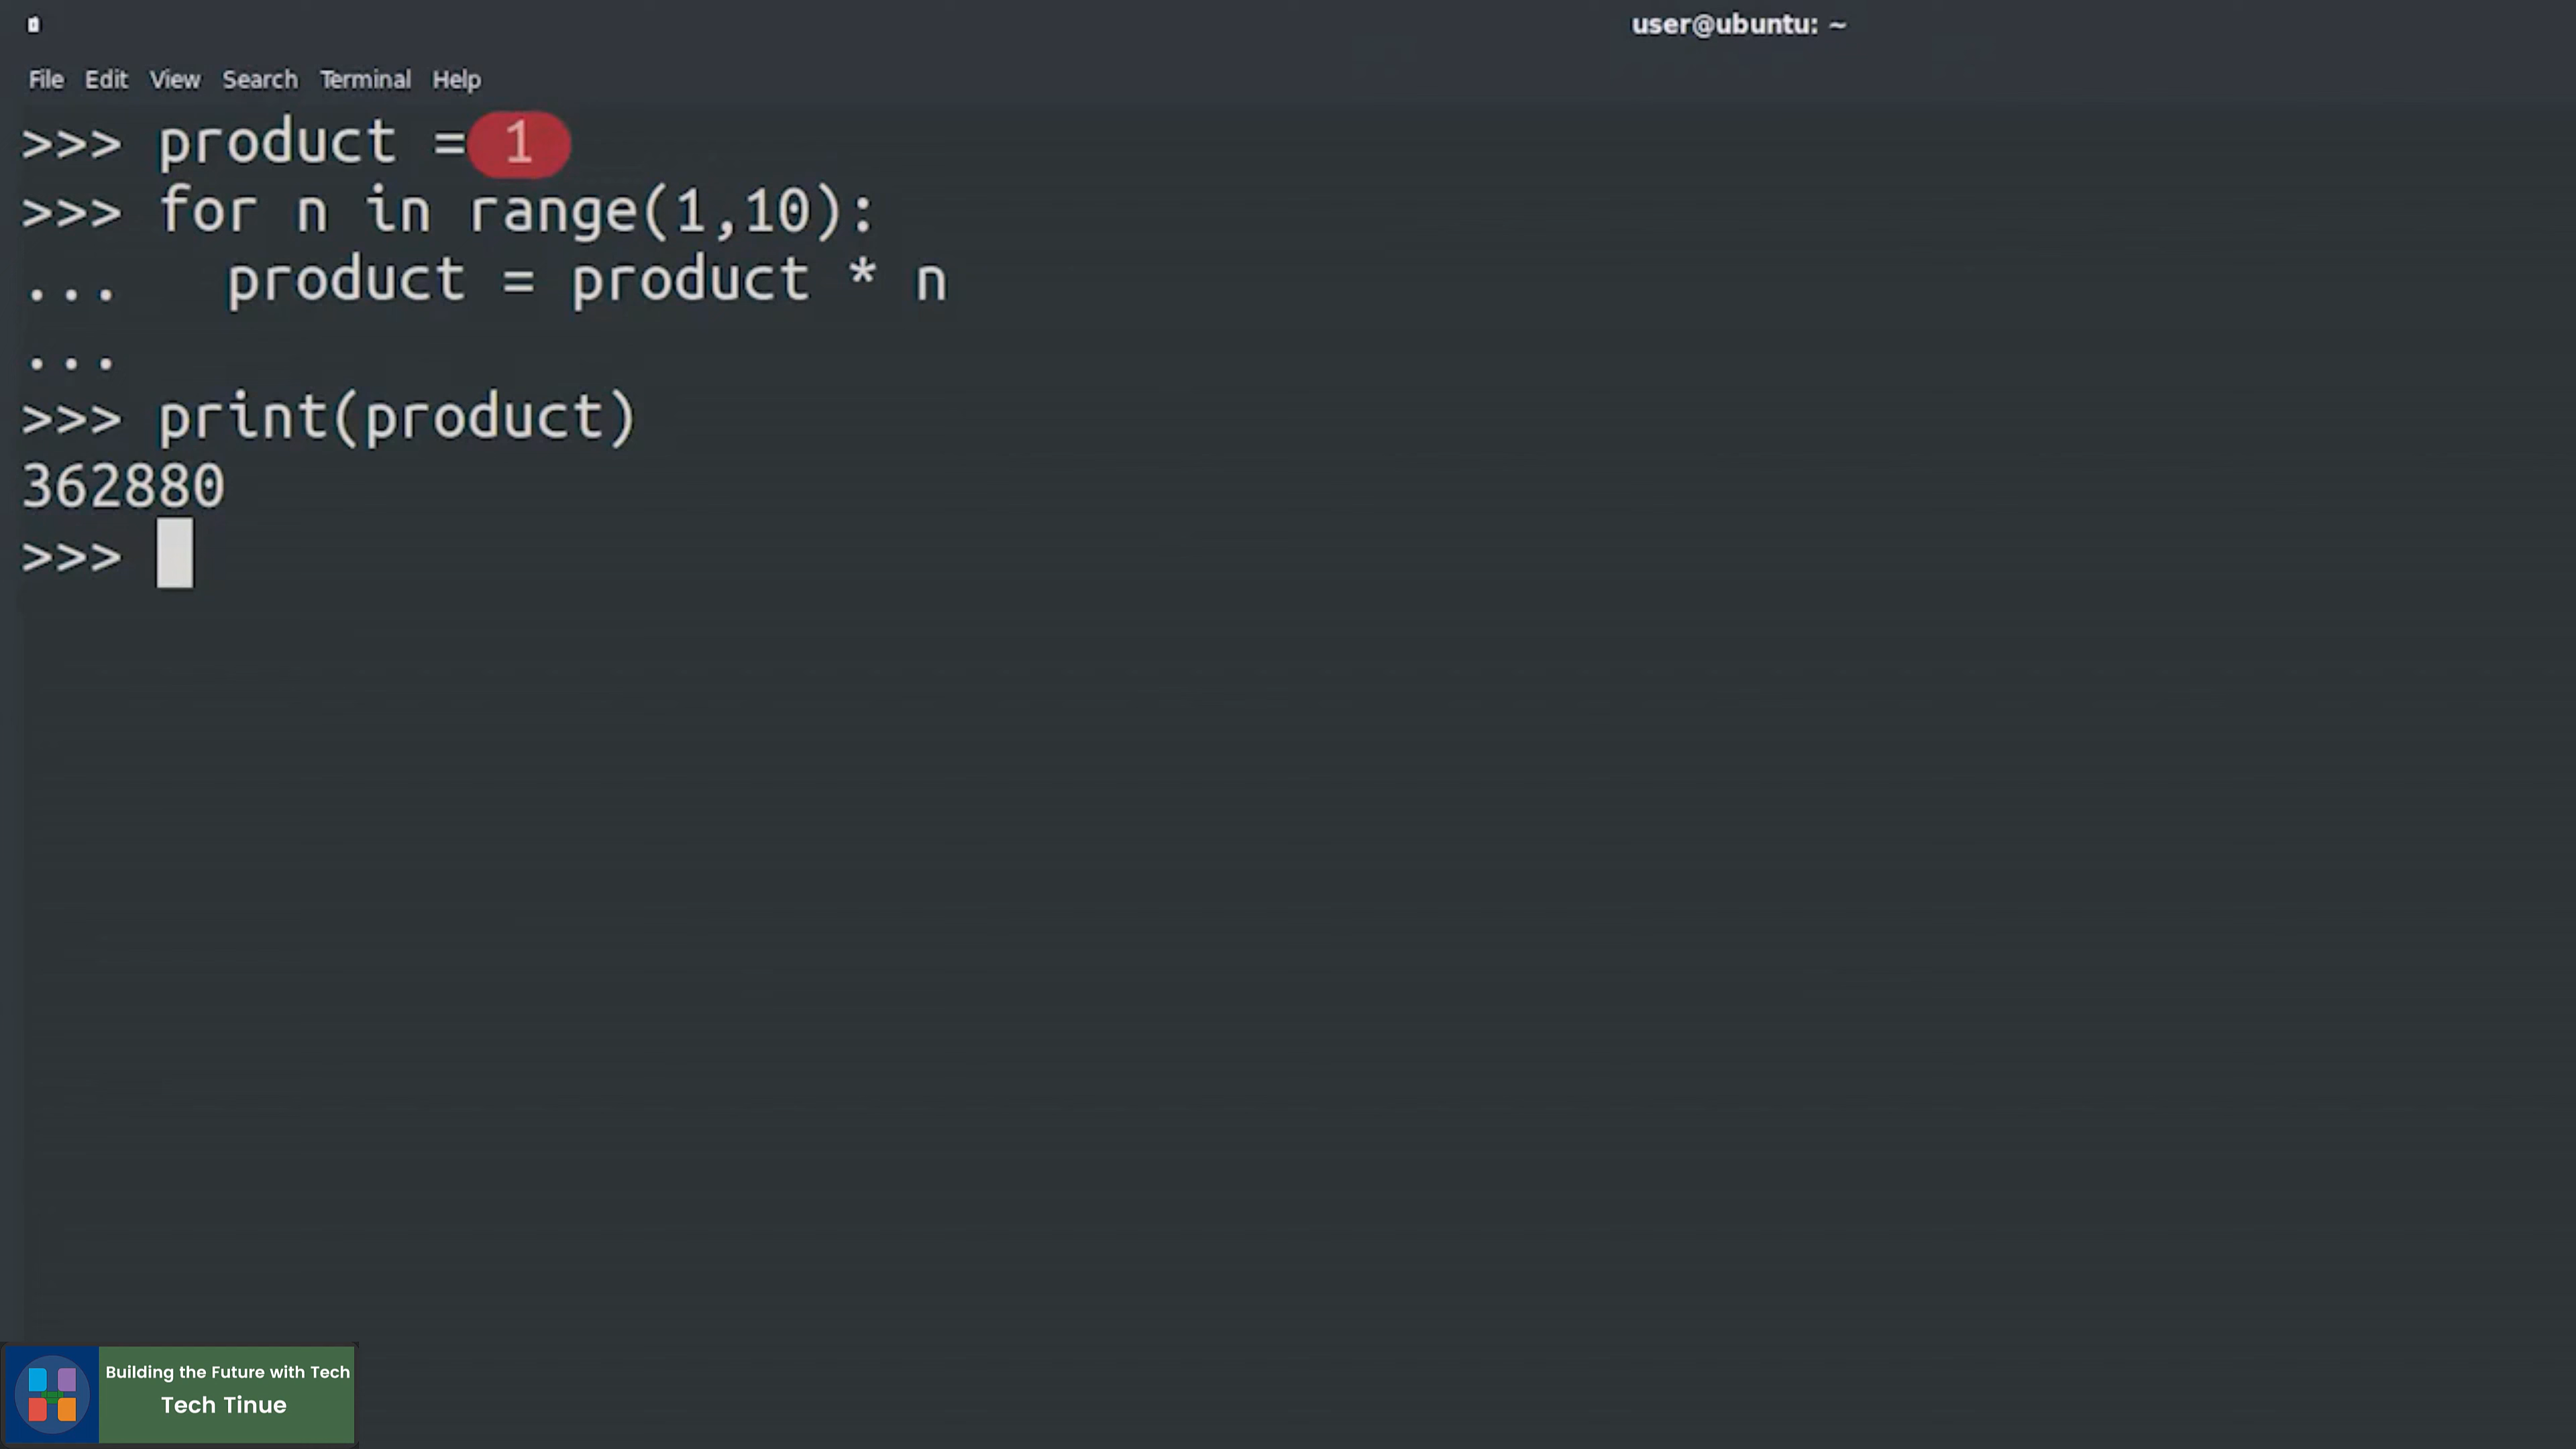 user@ubuntu: ~
File Edit View Search Terminal Help
>>> product = 1
>>> for n in range(1,10):
...   product = product * n
...
>>> print(product)
362880
>>>
Building the Future with Tech
Tech Tinue